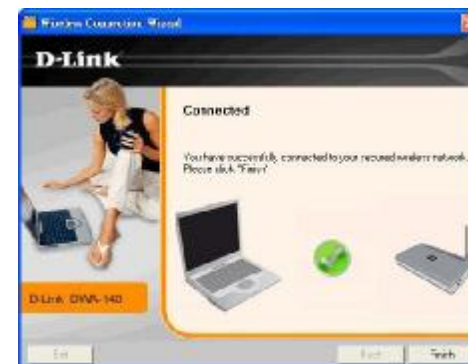 Wireless Connection Wizard
D-Link
Connected
You have successfully connected to your secured wireless network.
Please click "Finish"
D-Link DWA-140
Exit
Back
Finish